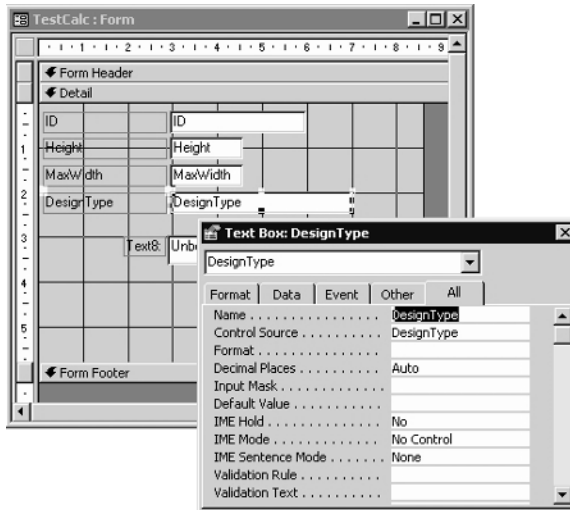 TestCalc : Form
1 2 3 4 5 6 7 8 9
Form Header
Detail
ID ID
1 Height Height
MaxWidth MaxWidth
2 DesignType DesignType
3 Text8: Unb
4
5
Form Footer
Text Box: DesignType
DesignType
Format Data Event Other All
Name . . . . . . . . . . . . . . . . DesignType
Control Source . . . . . . . . . . DesignType
Format . . . . . . . . . . . . . . .
Decimal Places . . . . . . . . . . Auto
Input Mask . . . . . . . . . . . . .
Default Value . . . . . . . . . . .
IME Hold . . . . . . . . . . . . . . No
IME Mode . . . . . . . . . . . . . . No Control
IME Sentence Mode . . . . . . . None
Validation Rule . . . . . . . . . .
Validation Text . . . . . . . . . .